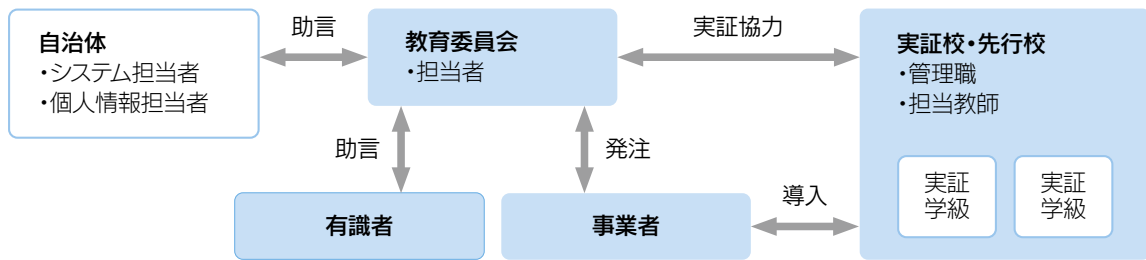 自治体
・システム担当者
・個人情報担当者
助言
教育委員会
・担当者
実証協力
実証校・先行校
・管理職
・担当教師
助言
発注
有識者
事業者
導入
実証
学級
実証
学級